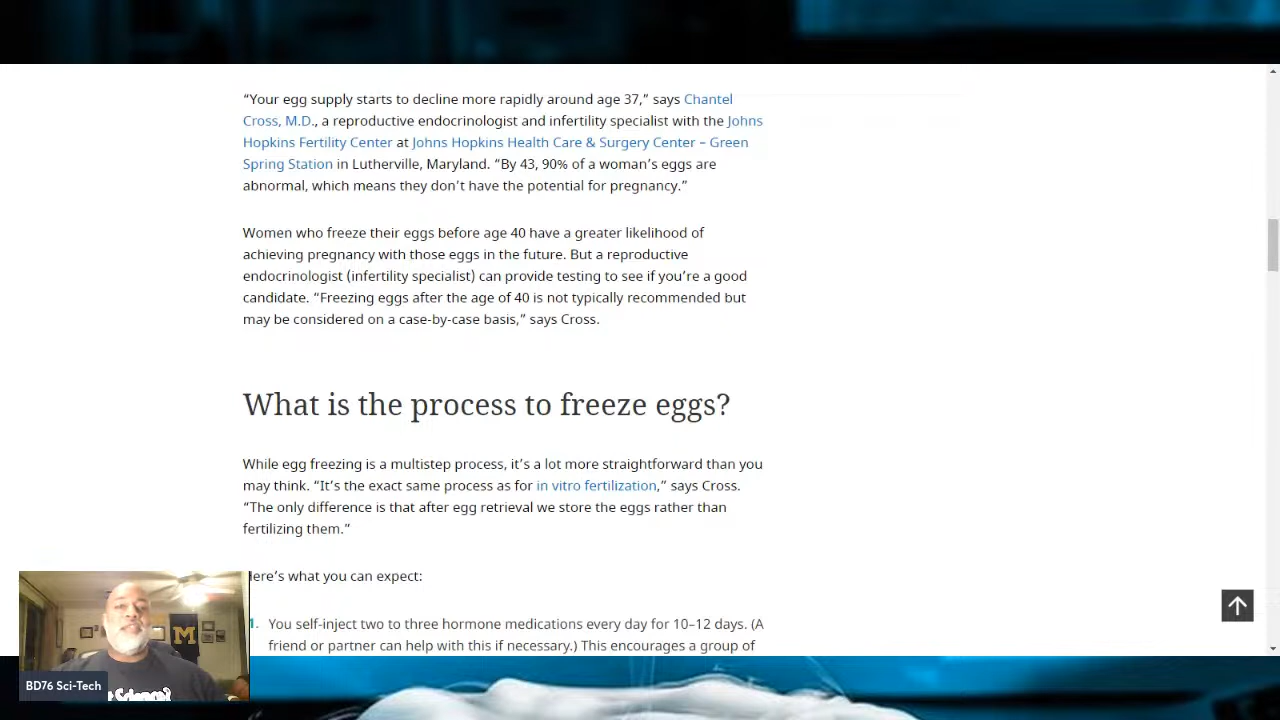 “Your egg supply starts to decline more rapidly around age 37,” says Chantel
Cross, M.D., a reproductive endocrinologist and infertility specialist with the Johns
Hopkins Fertility Center at Johns Hopkins Health Care & Surgery Center – Green
Spring Station in Lutherville, Maryland. “By 43, 90% of a woman’s eggs are
abnormal, which means they don’t have the potential for pregnancy.”
Women who freeze their eggs before age 40 have a greater likelihood of
achieving pregnancy with those eggs in the future. But a reproductive
endocrinologist (infertility specialist) can provide testing to see if you’re a good
candidate. “Freezing eggs after the age of 40 is not typically recommended but
may be considered on a case-by-case basis,” says Cross.
What is the process to freeze eggs?
While egg freezing is a multistep process, it’s a lot more straightforward than you
may think. “It’s the exact same process as for in vitro fertilization,” says Cross.
“The only difference is that after egg retrieval we store the eggs rather than
fertilizing them.”
Here’s what you can expect:
1. You self-inject two to three hormone medications every day for 10–12 days. (A
friend or partner can help with this if necessary.) This encourages a group of
M
BD76 Sci-Tech
Science?